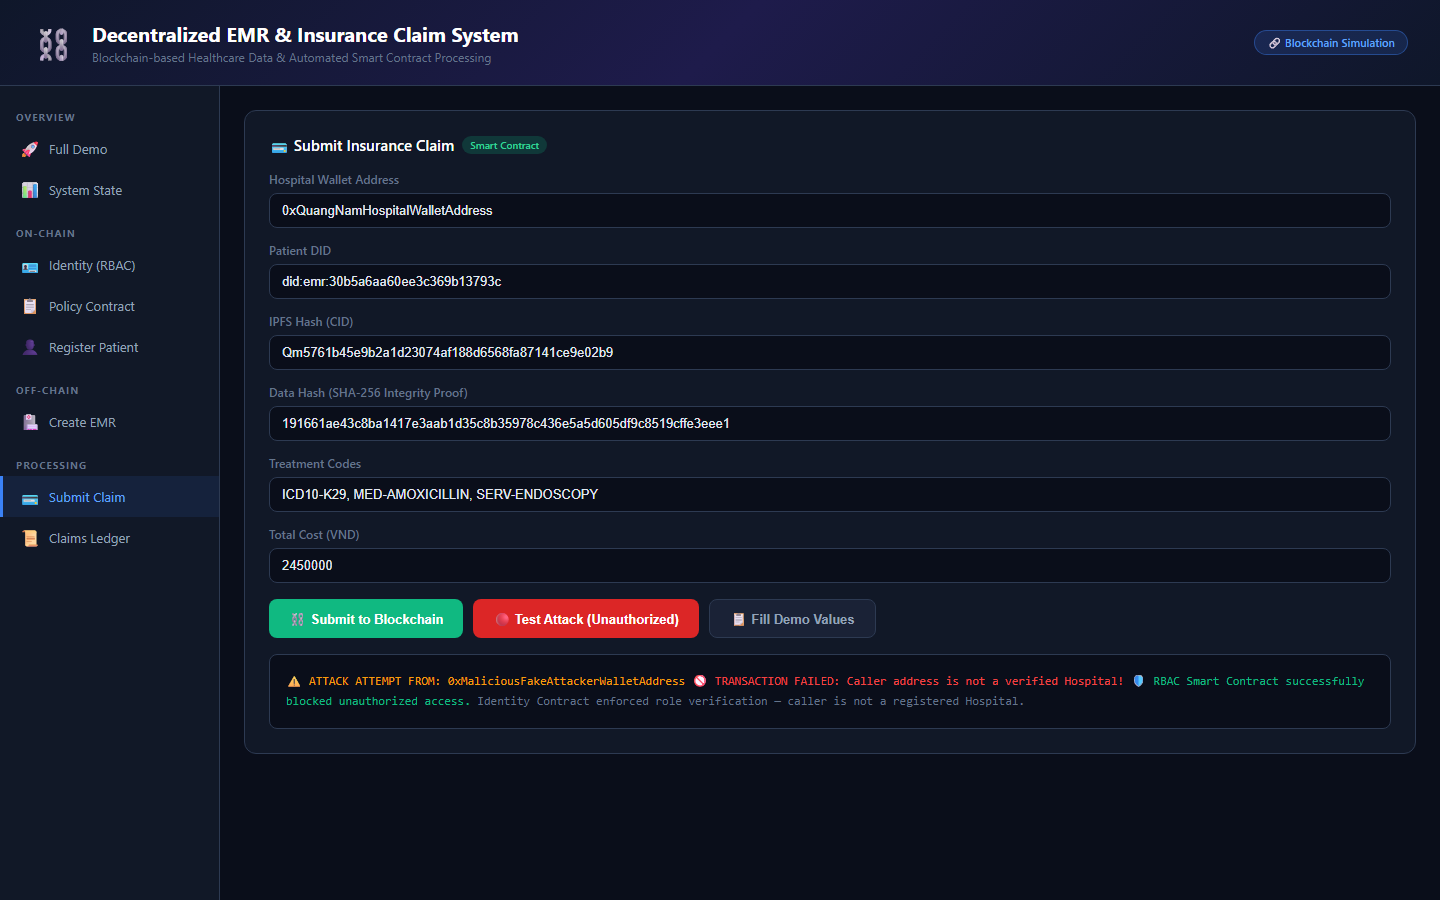 Decentralized EMR & Insurance Claim System
Blockchain-based Healthcare Data & Automated Smart Contract Processing
Blockchain Simulation
OVERVIEW
Full Demo
System State
ON-CHAIN
Identity (RBAC)
Policy Contract
Register Patient
OFF-CHAIN
Create EMR
PROCESSING
Submit Claim
Claims Ledger
Submit Insurance Claim Smart Contract
Hospital Wallet Address
0xQuangNamHospitalWalletAddress
Patient DID
did:emr:30b5a6aa60ee3c369b13793c
IPFS Hash (CID)
Qm5761b45e9b2a1d23074af188d6568fa87141ce9e02b9
Data Hash (SHA-256 Integrity Proof)
191661ae43c8ba1417e3aab1d35c8b35978c436e5a5d605df9c8519cffe3eee1
Treatment Codes
ICD10-K29, MED-AMOXICILLIN, SERV-ENDOSCOPY
Total Cost (VND)
2450000
Submit to Blockchain
Test Attack (Unauthorized)
Fill Demo Values
ATTACK ATTEMPT FROM: 0xMaliciousFakeAttackerWalletAddress TRANSACTION FAILED: Caller address is not a verified Hospital! RBAC Smart Contract successfully
blocked unauthorized access. Identity Contract enforced role verification — caller is not a registered Hospital.